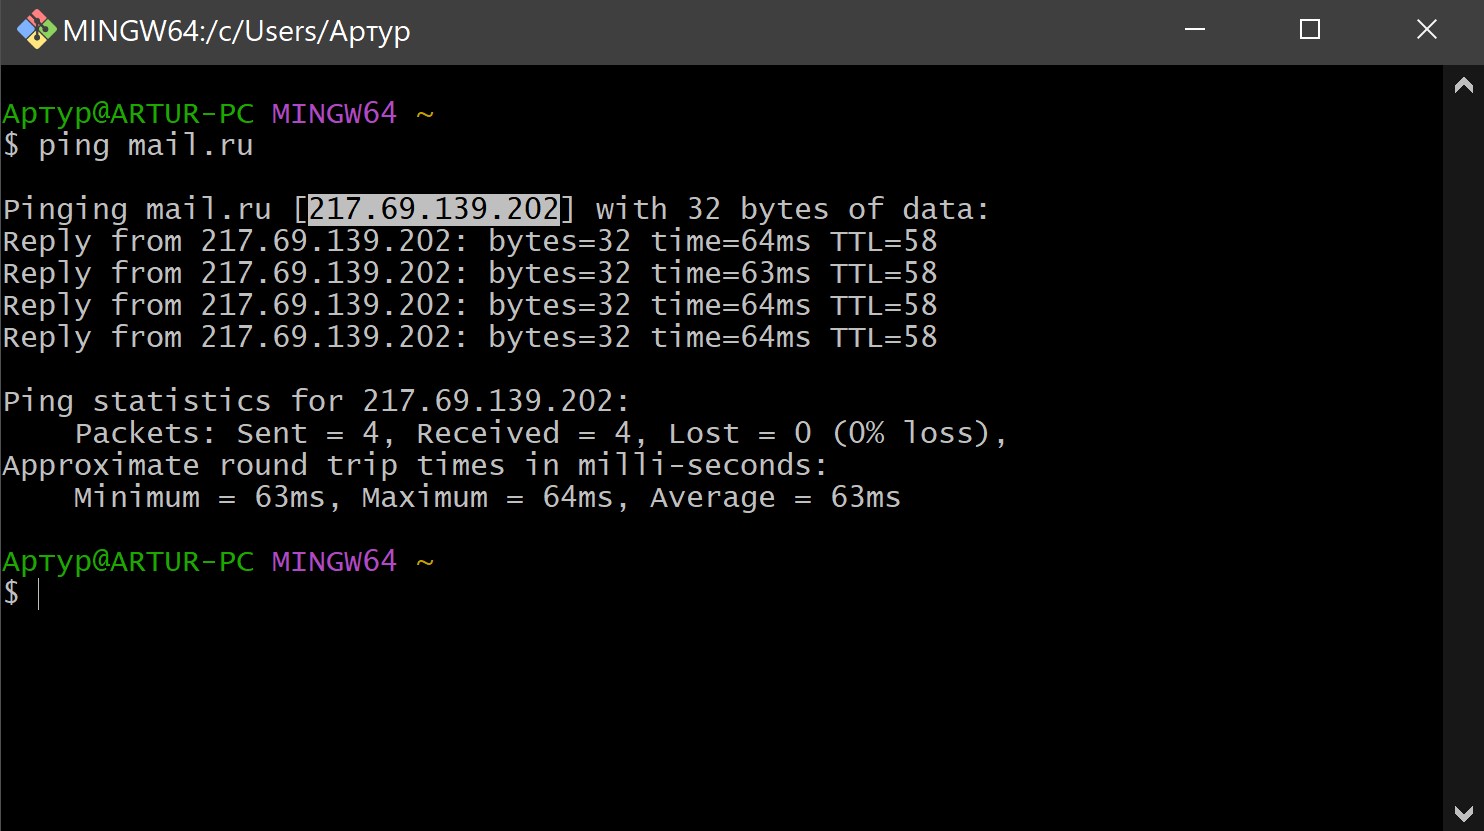 MINGW64:/c/Users/Артур
Артур@ARTUR-PC MINGW64 ~
$ ping mail.ru
Pinging mail.ru [217.69.139.202] with 32 bytes of data:
Reply from 217.69.139.202: bytes=32 time=64ms TTL=58
Reply from 217.69.139.202: bytes=32 time=63ms TTL=58
Reply from 217.69.139.202: bytes=32 time=64ms TTL=58
Reply from 217.69.139.202: bytes=32 time=64ms TTL=58
Ping statistics for 217.69.139.202:
    Packets: Sent = 4, Received = 4, Lost = 0 (0% loss),
Approximate round trip times in milli-seconds:
    Minimum = 63ms, Maximum = 64ms, Average = 63ms
Артур@ARTUR-PC MINGW64 ~
$